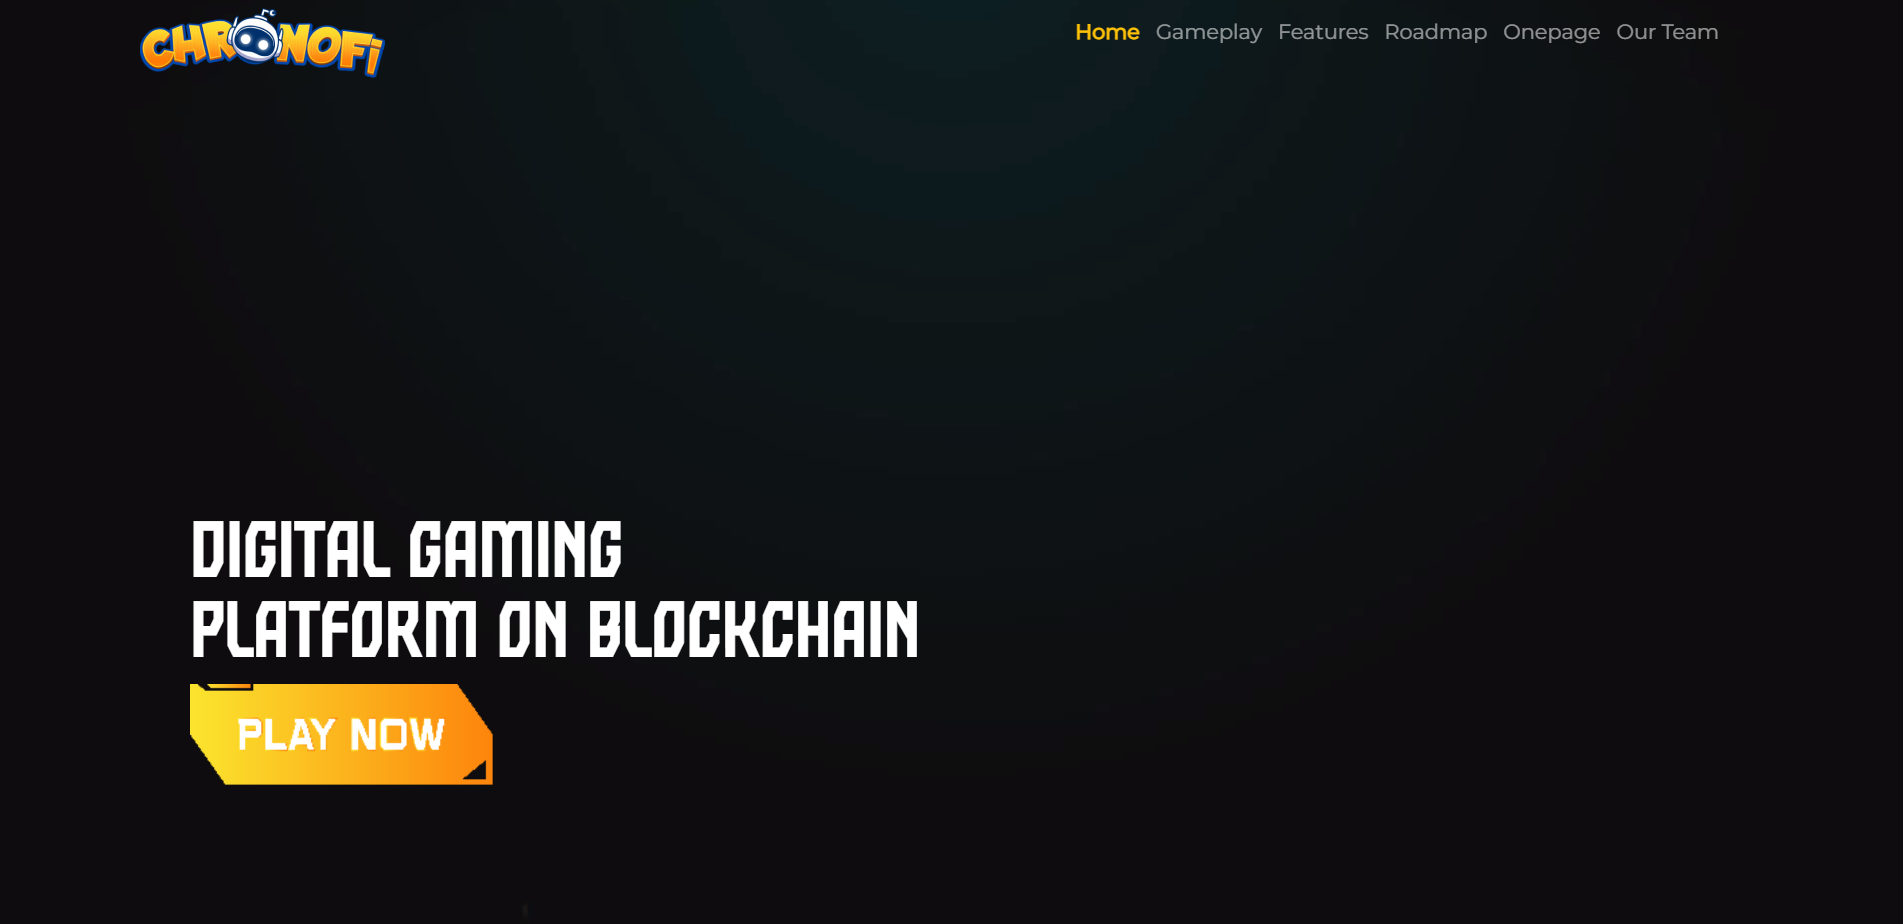 CHRONOFi
Home Gameplay Features Roadmap Onepage Our Team
DIGITAL GAMING
PLATFORM ON BLOCKCHAIN
PLAY NOW